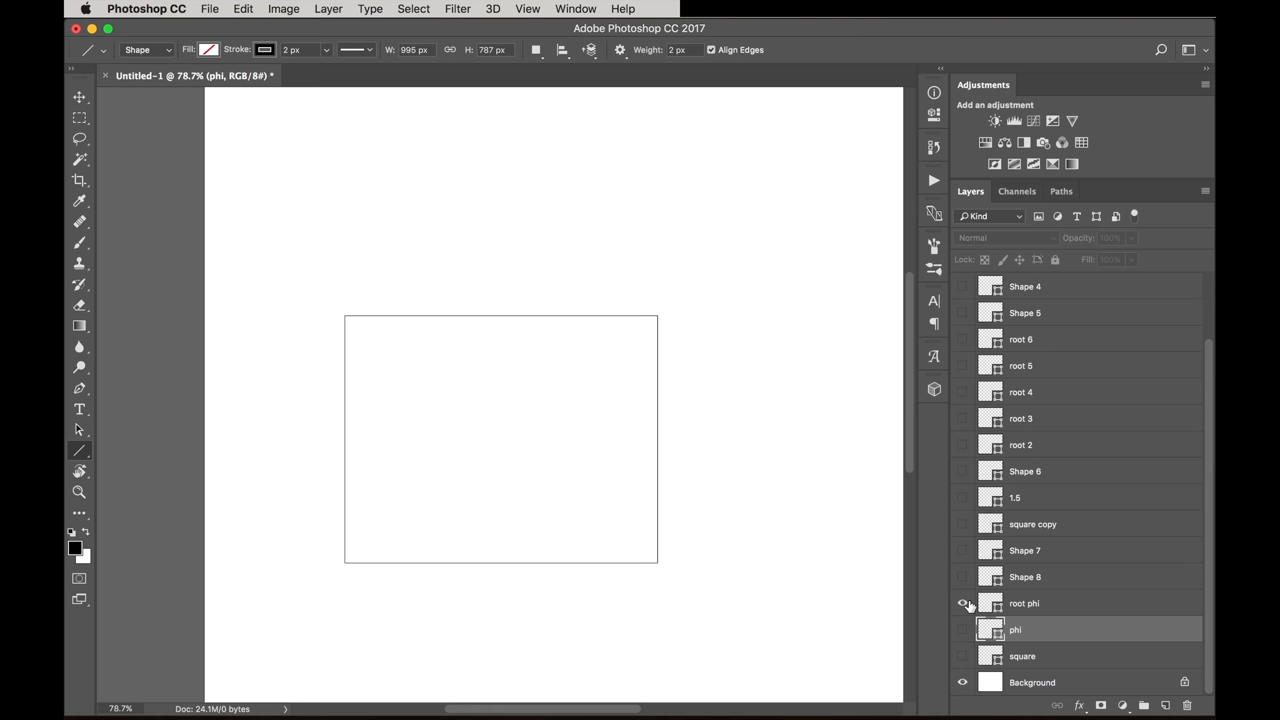 Photoshop CC File Edit Image Layer Type Select Filter 3D View Window Help
Adobe Photoshop CC 2017
Shape Fill: Stroke: 2 px W: 995 px H: 787 px Weight: 2 px Align Edges
Untitled-1 @ 78.7% (phi, RGB/8#) *
Adjustments
Add an adjustment
Layers Channels Paths
Kind
Normal Opacity: 100%
Lock: Fill: 100%
Shape 4
Shape 5
root 6
root 5
root 4
root 3
root 2
Shape 6
1.5
square copy
Shape 7
Shape 8
root phi
phi
square
Background
78.7% Doc: 24.1M/0 bytes